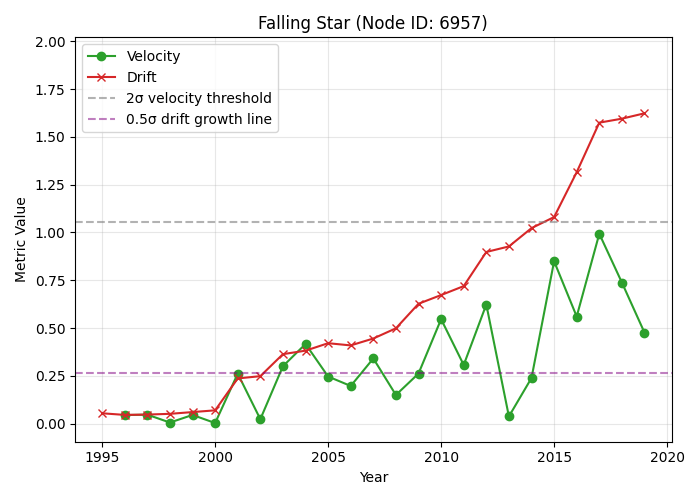 Falling Star (Node ID: 6957)
Velocity
Drift
2σ velocity threshold
0.5σ drift growth line
Metric Value
2.00
1.75
1.50
1.25
1.00
0.75
0.50
0.25
0.00
1995 2000 2005 2010 2015 2020
Year